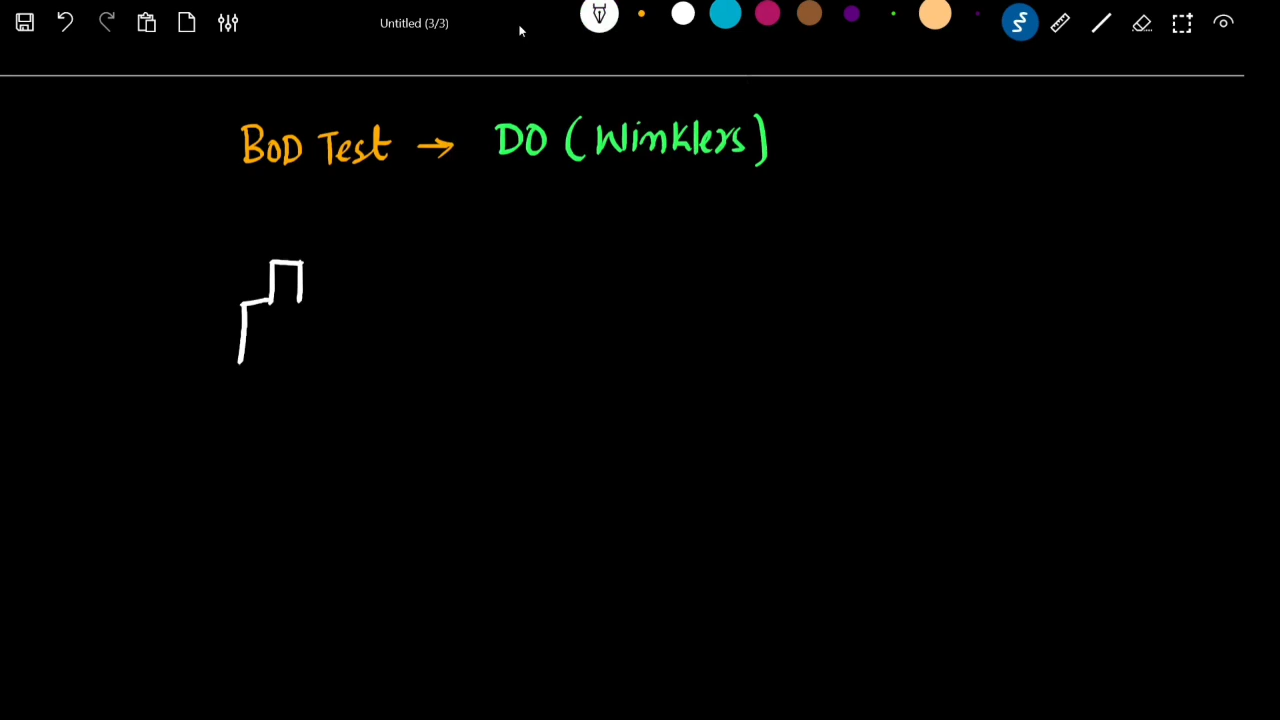 Untitled (3/3)
BOD Test → DO (Winklers)